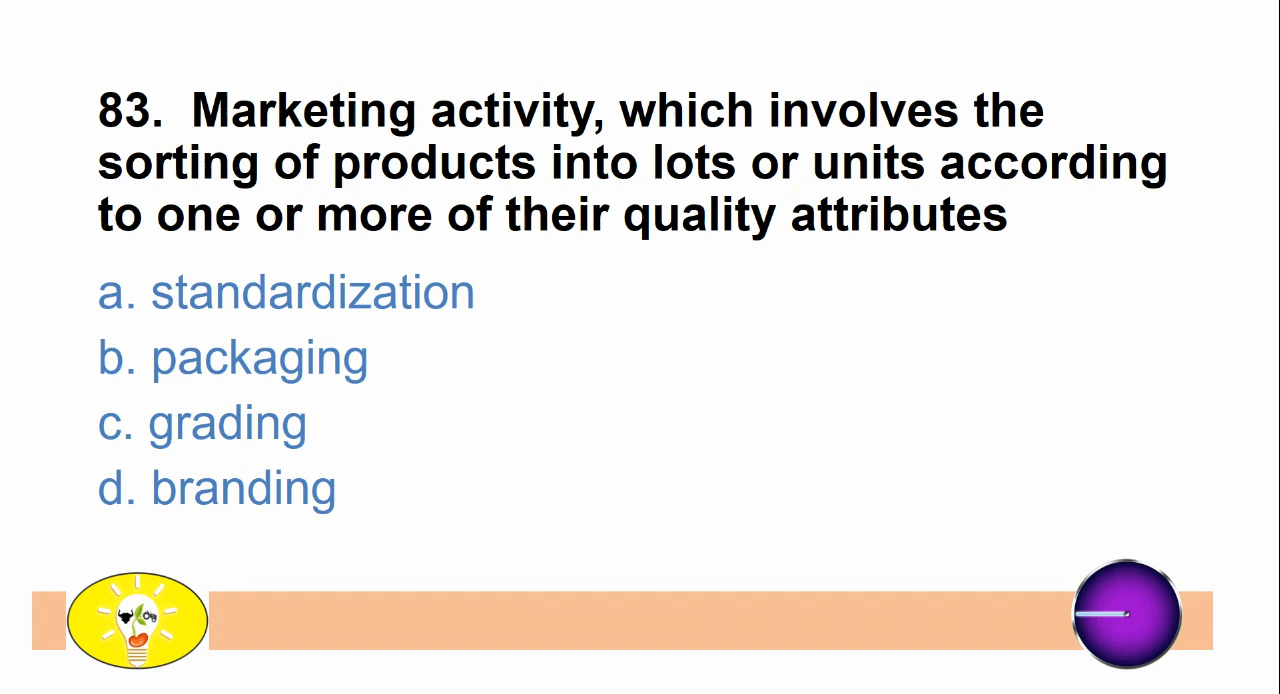 83.  Marketing activity, which involves the
sorting of products into lots or units according
to one or more of their quality attributes
a. standardization
b. packaging
c. grading
d. branding